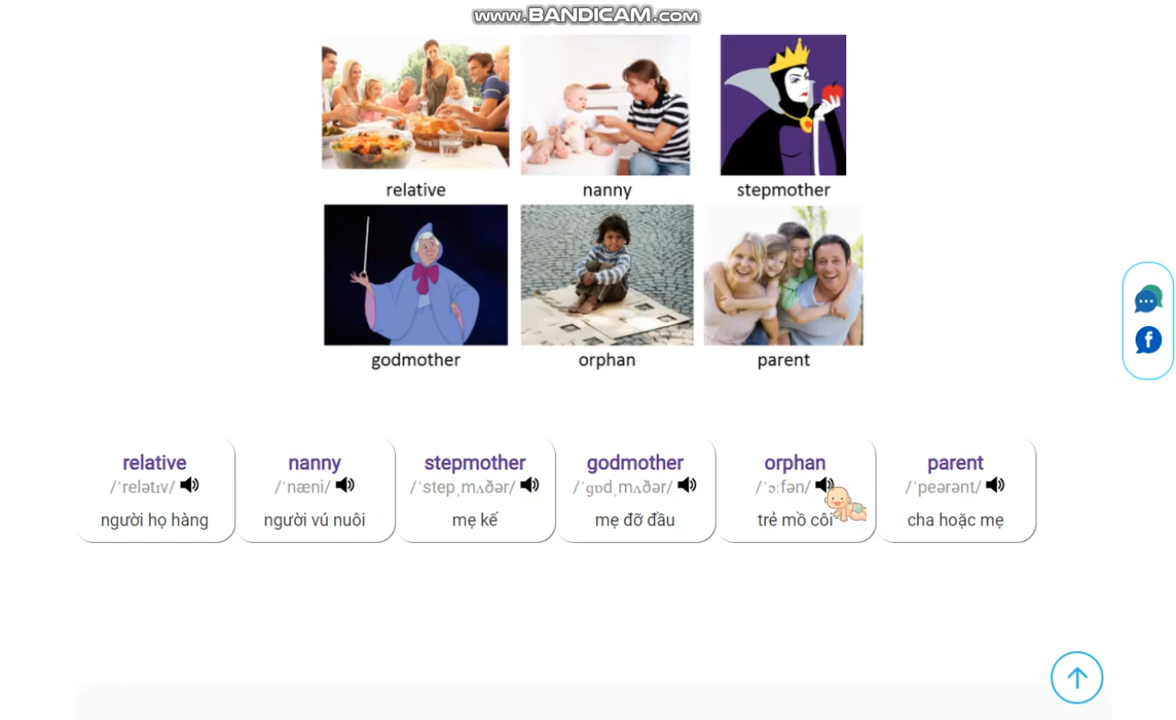 www.BANDICAM.com
relative nanny stepmother
godmother orphan parent
relative nanny stepmother godmother orphan parent
/ˈrelətɪv/ /ˈnæni/ /ˈstepˌmʌðər/ /ˈɡɒdˌmʌðər/ /ˈɔːfən/ /ˈpeərənt/
người họ hàng người vú nuôi mẹ kế mẹ đỡ đầu trẻ mồ côi cha hoặc mẹ